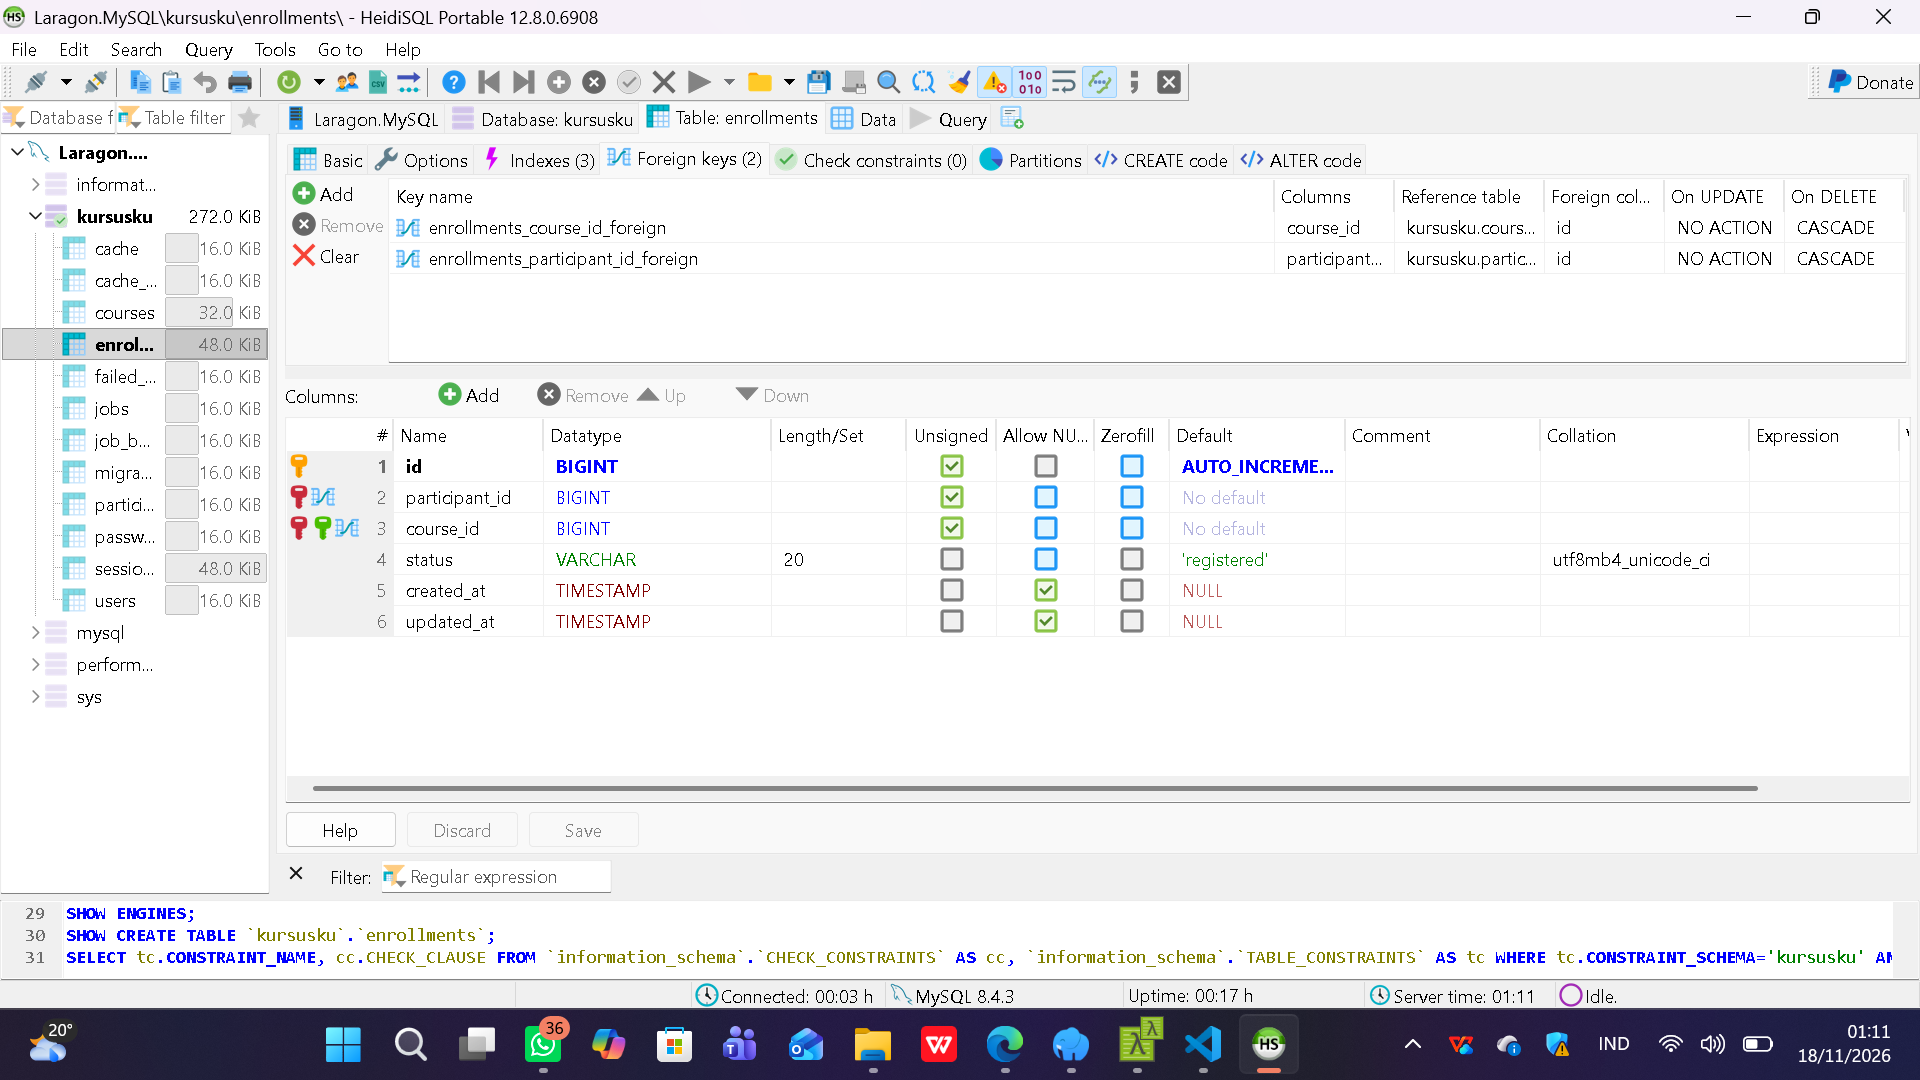 Laragon.MySQL\kursusku\enrollments\ - HeidiSQL Portable 12.8.0.6908
File Edit Search Query Tools Go to Help
Donate
Database f Table filter
Laragon.MySQL Database: kursusku Table: enrollments Data Query
Laragon....
informat...
kursusku 272.0 KiB
cache 16.0 KiB
cache_... 16.0 KiB
courses 32.0 KiB
enrol... 48.0 KiB
failed_... 16.0 KiB
jobs 16.0 KiB
job_b... 16.0 KiB
migra... 16.0 KiB
partici... 16.0 KiB
passw... 16.0 KiB
sessio... 48.0 KiB
users 16.0 KiB
mysql
perform...
sys
Basic Options Indexes (3) Foreign keys (2) Check constraints (0) Partitions CREATE code ALTER code
Add
Remove
Clear
Key name Columns Reference table Foreign col... On UPDATE On DELETE
enrollments_course_id_foreign course_id kursusku.cours... id NO ACTION CASCADE
enrollments_participant_id_foreign participant... kursusku.partic... id NO ACTION CASCADE
Columns: Add Remove Up Down
# Name Datatype Length/Set Unsigned Allow NU... Zerofill Default Comment Collation Expression
1 id BIGINT AUTO_INCREME...
2 participant_id BIGINT No default
3 course_id BIGINT No default
4 status VARCHAR 20 'registered' utf8mb4_unicode_ci
5 created_at TIMESTAMP NULL
6 updated_at TIMESTAMP NULL
Help Discard Save
Filter: Regular expression
29 SHOW ENGINES;
30 SHOW CREATE TABLE `kursusku`.`enrollments`;
31 SELECT tc.CONSTRAINT_NAME, cc.CHECK_CLAUSE FROM `information_schema`.`CHECK_CONSTRAINTS` AS cc, `information_schema`.`TABLE_CONSTRAINTS` AS tc WHERE tc.CONSTRAINT_SCHEMA='kursusku' AN
Connected: 00:03 h MySQL 8.4.3 Uptime: 00:17 h Server time: 01:11 Idle.
20°
36
HS
IND
01:11
18/11/2026